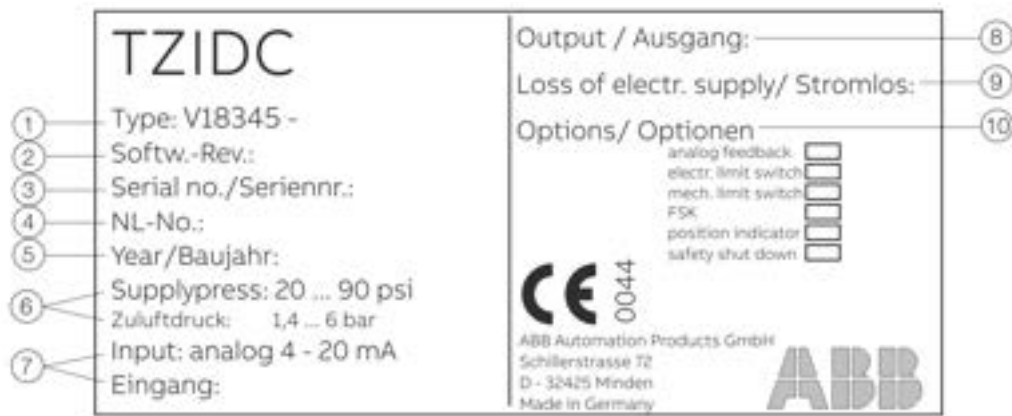 TZIDC
1 Type: V18345 -
2 Softw.-Rev.:
3 Serial no./Seriennr.:
4 NL-No.:
5 Year/Baujahr:
6 Supplypress: 20 ... 90 psi
Zuluftdruck: 1,4 ... 6 bar
7 Input: analog 4 - 20 mA
Eingang:
Output / Ausgang: 8
Loss of electr. supply/ Stromlos: 9
Options/ Optionen 10
analog feedback
electr. limit switch
mech. limit switch
FSK
position indicator
safety shut down
CE 0044
ABB Automation Products GmbH
Schillerstrasse 72
D - 32425 Minden
Made in Germany
ABB